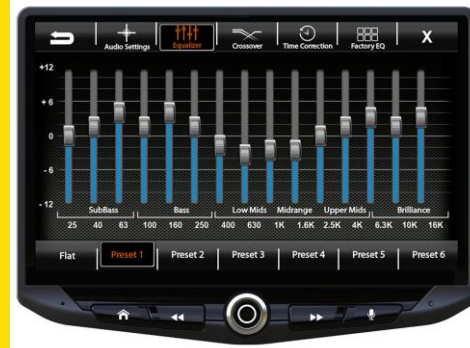 Audio Settings Equalizer Crossover Time Correction Factory EQ X
+12
+6
0
-6
-12
SubBass Bass Low Mids Midrange Upper Mids Brilliance
25 40 63 100 160 250 400 630 1K 1.6K 2.5K 4K 6.3K 10K 16K
Flat Preset 1 Preset 2 Preset 3 Preset 4 Preset 5 Preset 6